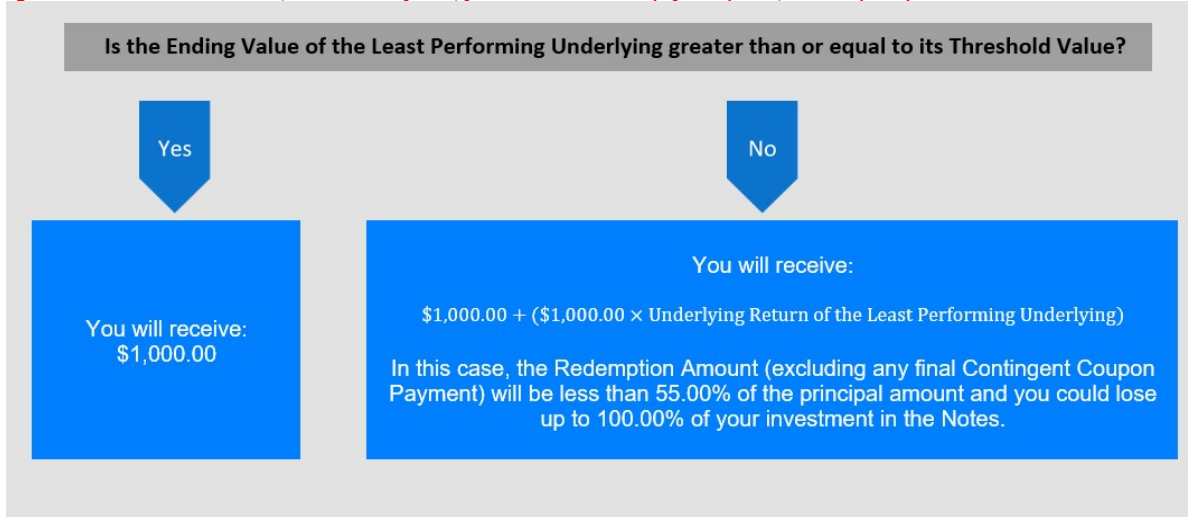 Is the Ending Value of the Least Performing Underlying greater than or equal to its Threshold Value?
Yes
No
You will receive:
$1,000.00
You will receive:
$1,000.00 + ($1,000.00 × Underlying Return of the Least Performing Underlying)
In this case, the Redemption Amount (excluding any final Contingent Coupon
Payment) will be less than 55.00% of the principal amount and you could lose
up to 100.00% of your investment in the Notes.